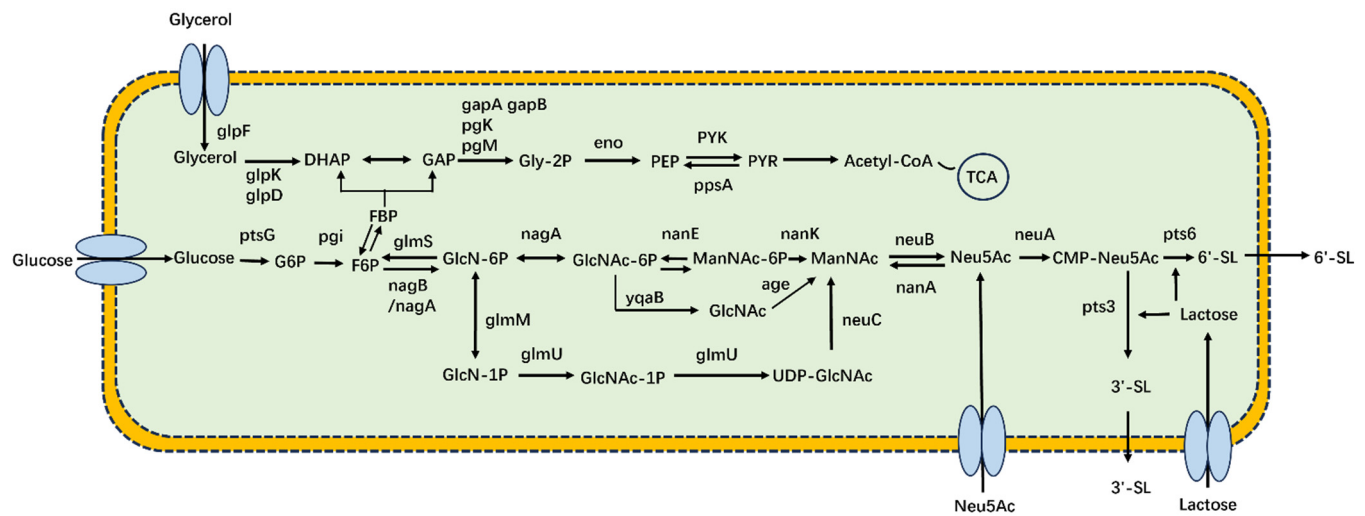 Glycerol
glpF
gapA gapB
pgK
pgM
Glycerol
DHAP
GAP
Gly-2P
eno
PEP
PYK
PYR
ppsA
Acetyl-CoA
TCA
glpK
glpD
FBP
Glucose
Glucose
ptsG
G6P
pgi
F6P
glmS
nagB
/nagA
GlcN-6P
nagA
GlcNAc-6P
nanE
ManNAc-6P
nanK
ManNAc
neuB
nanA
Neu5Ac
neuA
CMP-Neu5Ac
pts6
6'-SL
6'-SL
yqaB
GlcNAc
age
glmM
neuC
pts3
Lactose
GlcN-1P
glmU
GlcNAc-1P
glmU
UDP-GlcNAc
3'-SL
3'-SL
Neu5Ac
Lactose